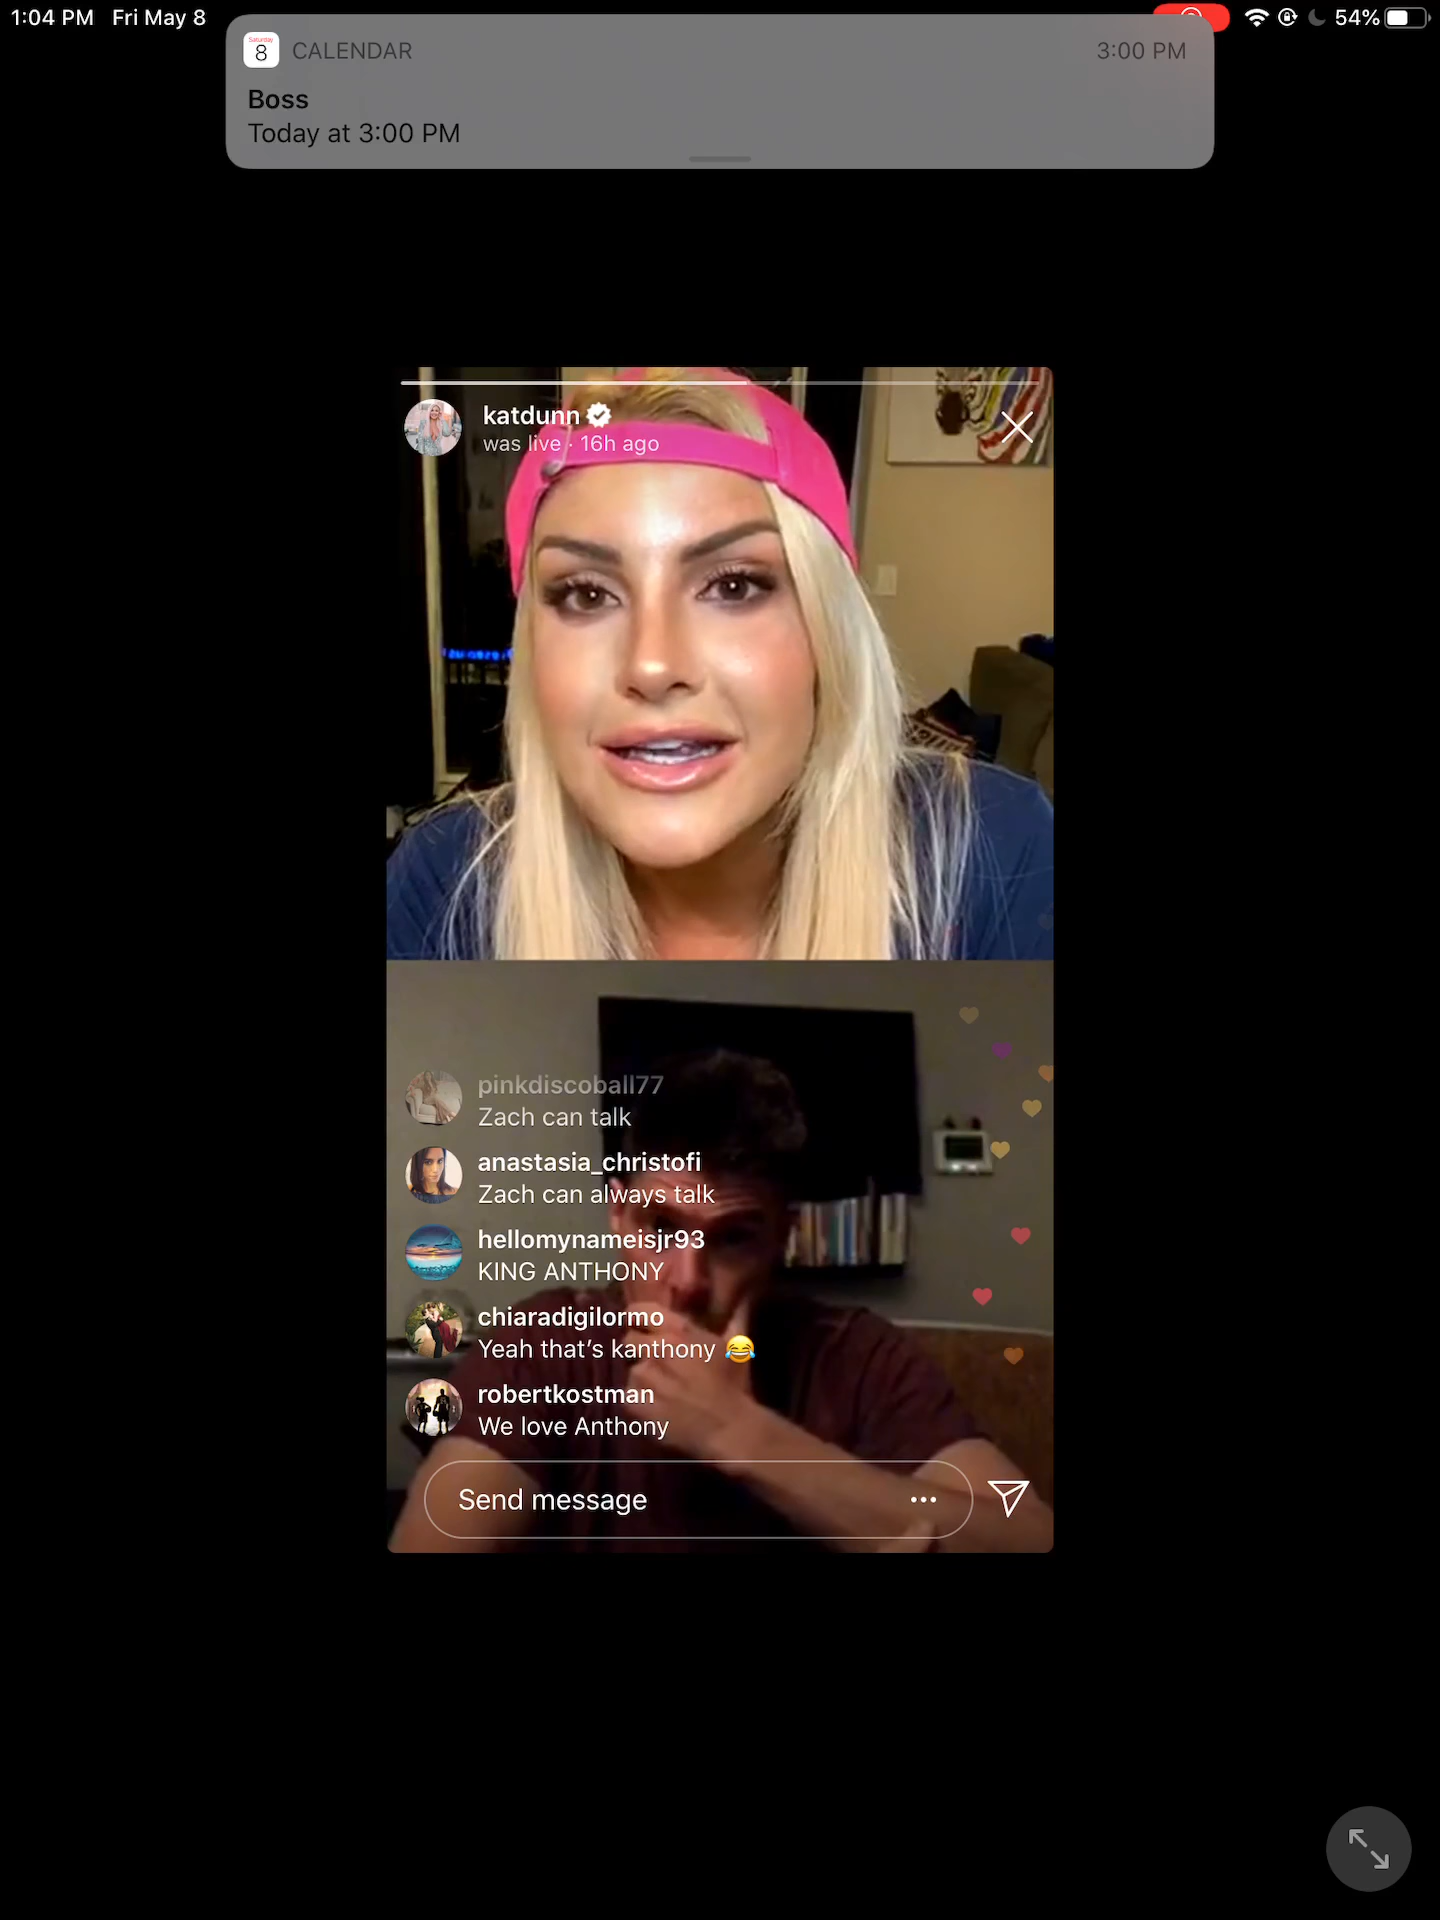 1:04 PM Fri May 8
54%
Saturday
8
CALENDAR
3:00 PM
Boss
Today at 3:00 PM
katdunn
was live · 16h ago
pinkdiscoball77
Zach can talk
anastasia_christofi
Zach can always talk
hellomynameisjr93
KING ANTHONY
chiaradigilormo
Yeah that’s kanthony 😂
robertkostman
We love Anthony
Send message